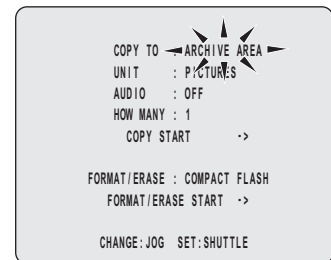 COPY TO : ARCHIVE AREA
UNIT : PICTURES
AUDIO : OFF
HOW MANY : 1
COPY START ->
FORMAT/ERASE : COMPACT FLASH
FORMAT/ERASE START ->
CHANGE:JOG SET:SHUTTLE